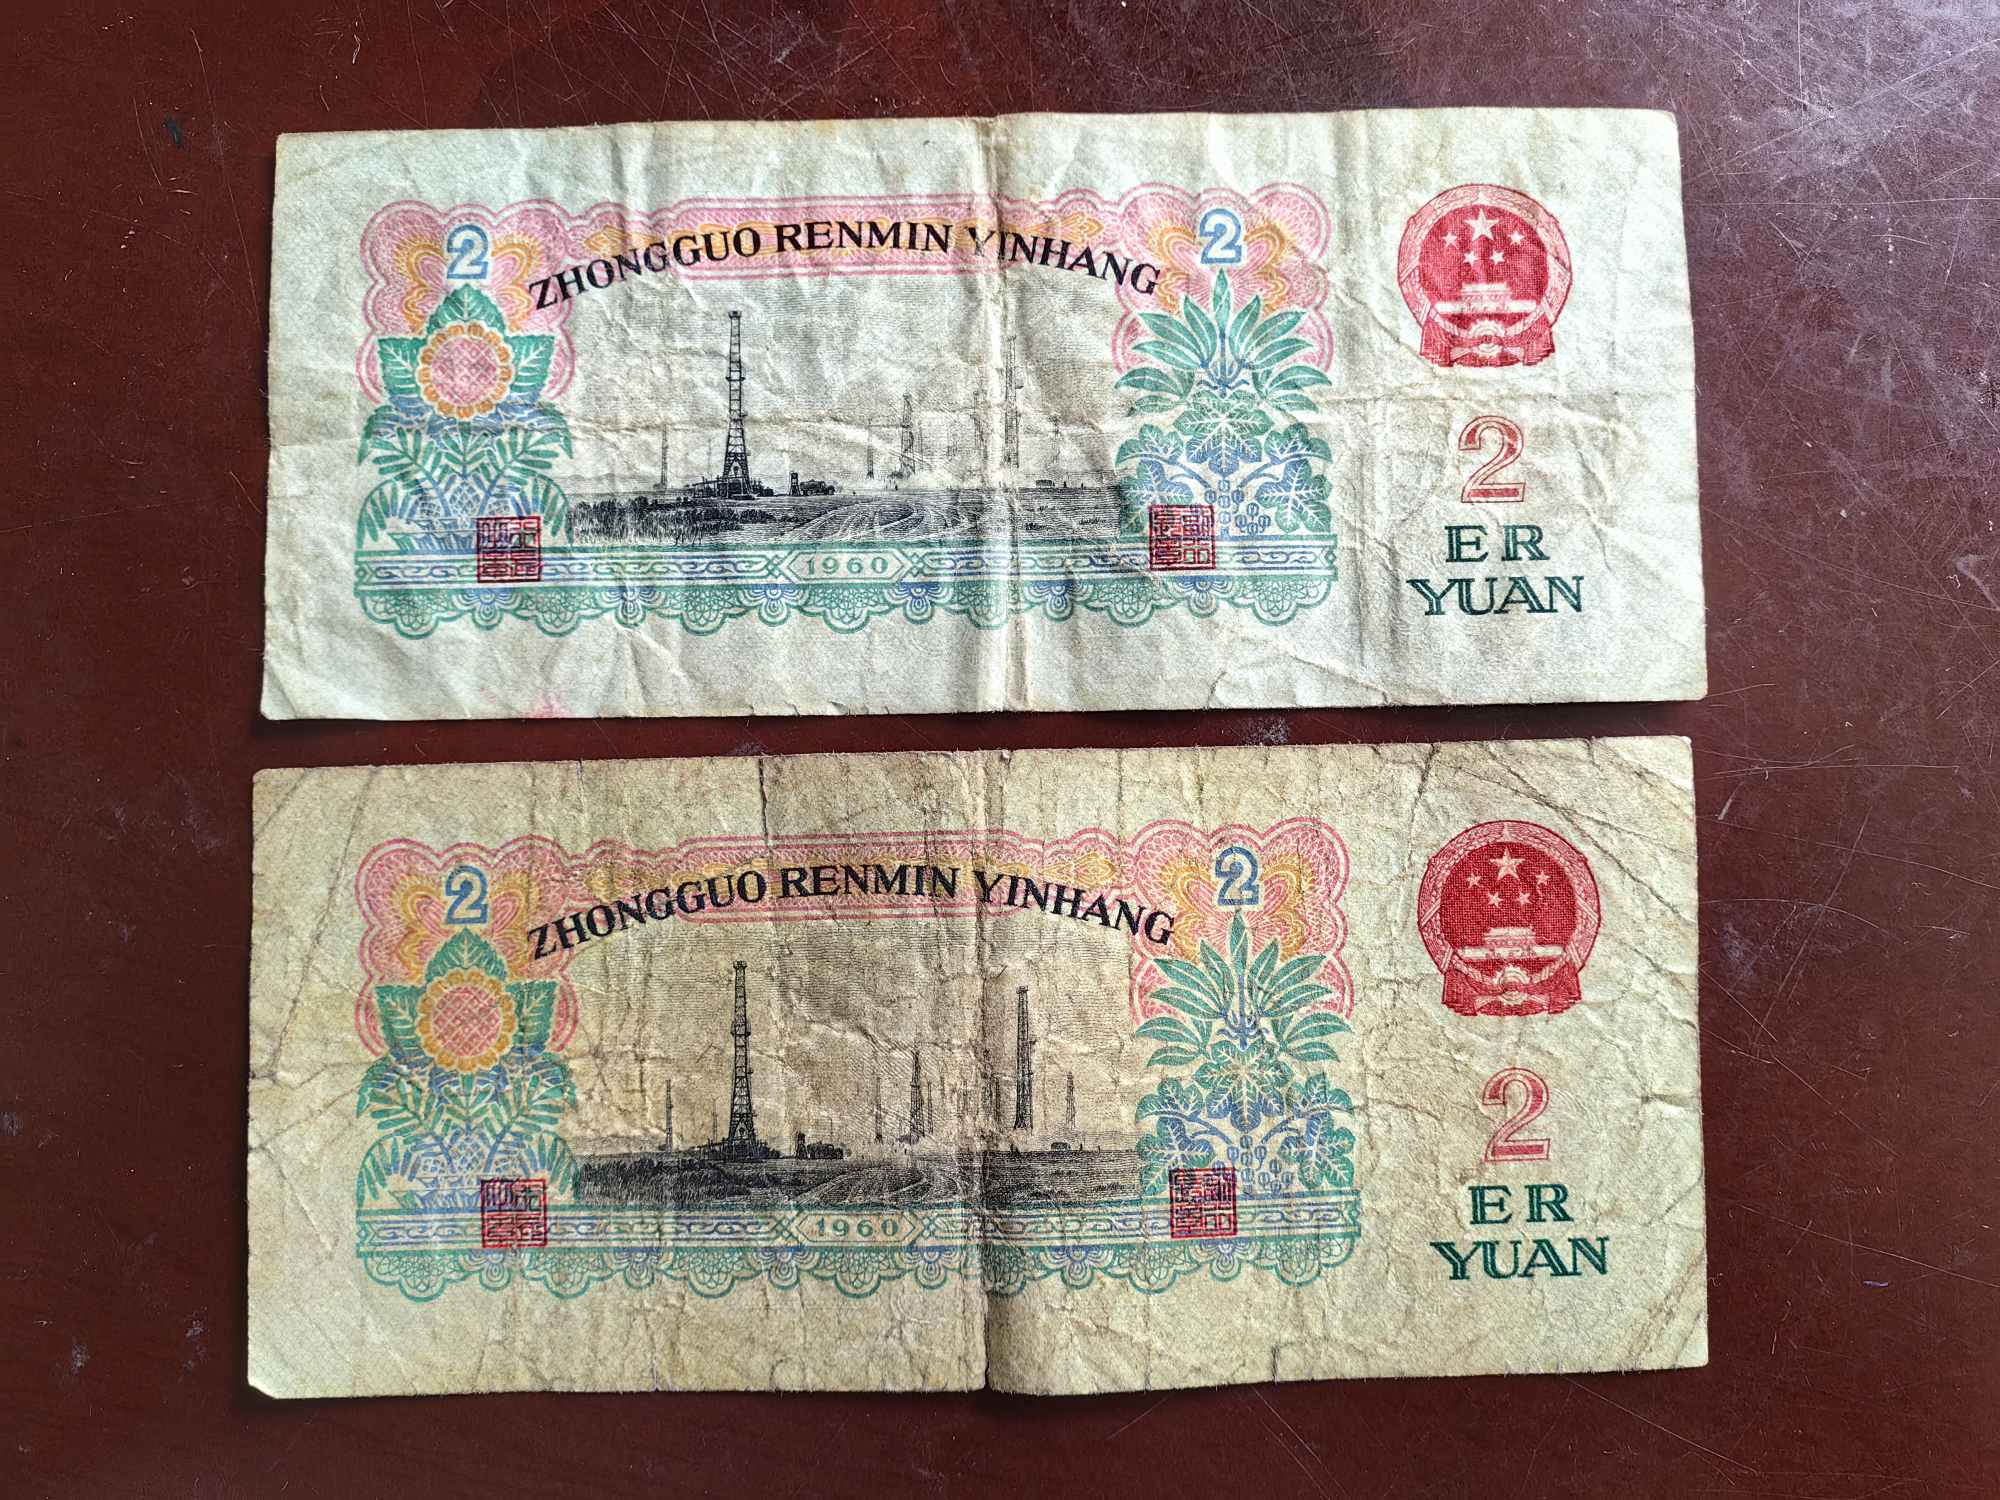 2
2
ZHONGGUO RENMIN YINHANG
1960
2
ER
YUAN
2
2
ZHONGGUO RENMIN YINHANG
1960
2
ER
YUAN